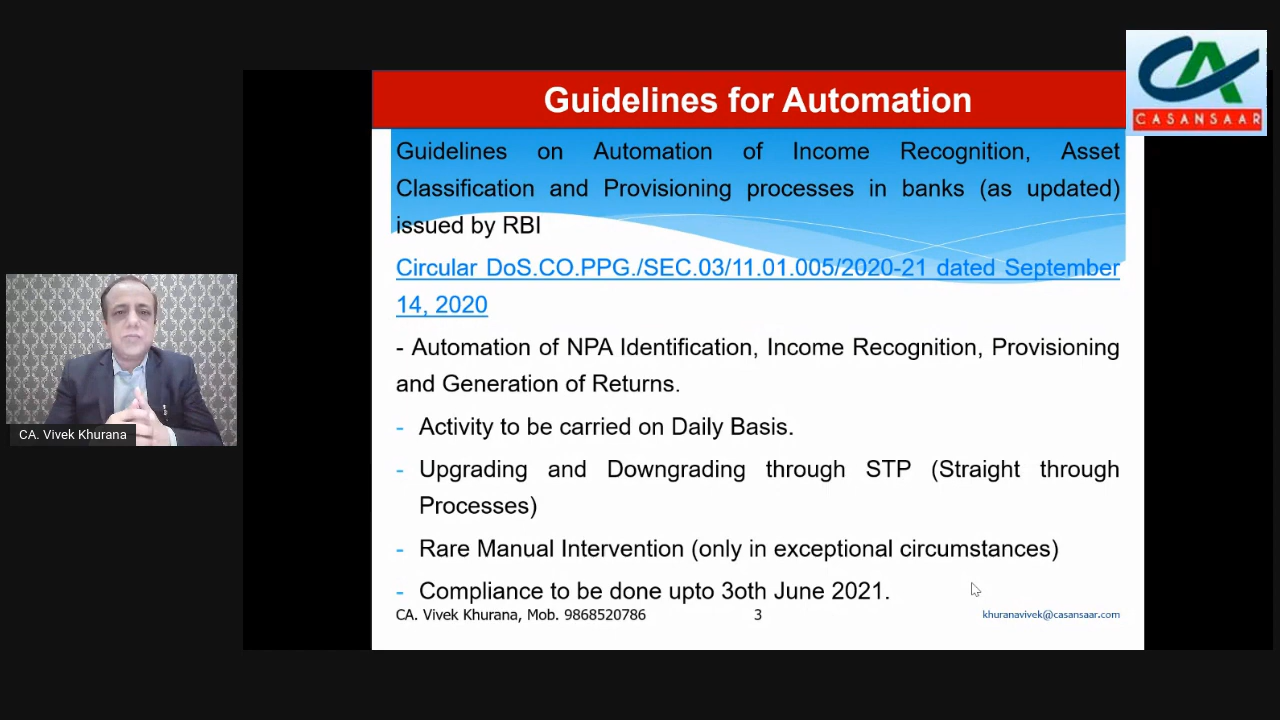 Guidelines for Automation
CASANSAAR
Guidelines on Automation of Income Recognition, Asset
Classification and Provisioning processes in banks (as updated)
issued by RBI
Circular DoS.CO.PPG./SEC.03/11.01.005/2020-21 dated September
14, 2020
- Automation of NPA Identification, Income Recognition, Provisioning
and Generation of Returns.
- Activity to be carried on Daily Basis.
- Upgrading and Downgrading through STP (Straight through
Processes)
- Rare Manual Intervention (only in exceptional circumstances)
- Compliance to be done upto 3oth June 2021.
CA. Vivek Khurana, Mob. 9868520786 3 khuranavivek@casansaar.com
CA. Vivek Khurana